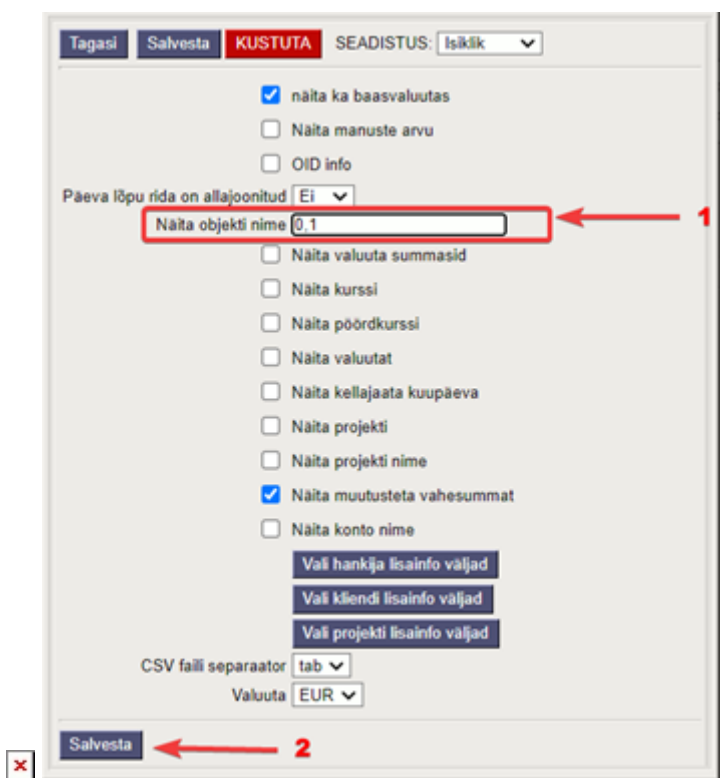 Tagasi Salvesta KUSTUTA SEADISTUS: Isiklik
näita ka baasvaluutas
Näita manuste arvu
OID info
Päeva lõpu rida on allajoonitud Ei
Näita objekti nime 0,1 1
Näita valuuta summasid
Näita kurssi
Näita pöördkurssi
Näita valuutat
Näita kellajaata kuupäeva
Näita projekti
Näita projekti nime
Näita muutusteta vahesummat
Näita konto nime
Vali hankija lisainfo väljad
Vali kliendi lisainfo väljad
Vali projekti lisainfo väljad
CSV faili separaator tab
Valuuta EUR
Salvesta 2